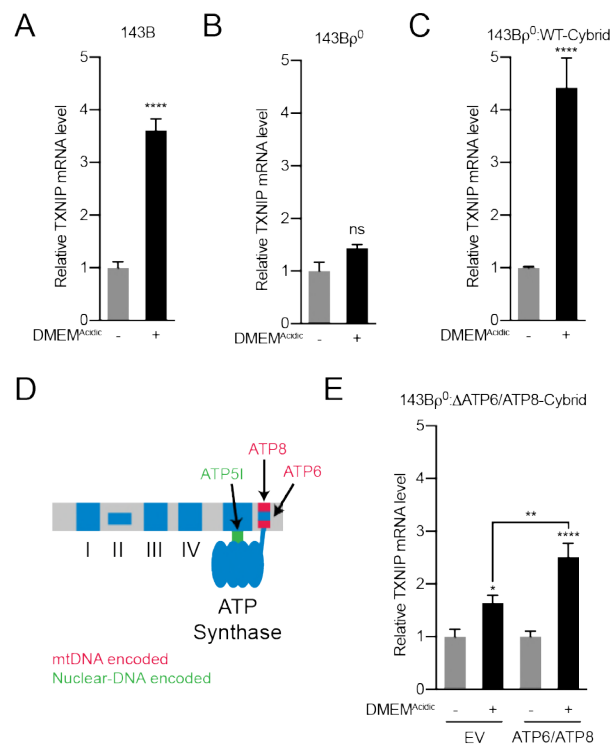 A
143B
Relative TXNIP mRNA level
5
4
3
2
1
0
****
DMEM^Acidic
- +
B
143Bρ⁰
Relative TXNIP mRNA level
5
4
3
2
1
0
ns
DMEM^Acidic
- +
C
143Bρ⁰:WT-Cybrid
Relative TXNIP mRNA level
5
4
3
2
1
0
****
DMEM^Acidic
- +
D
ATP8
ATP5I
ATP6
I II III IV
ATP
Synthase
mtDNA encoded
Nuclear-DNA encoded
E
143Bρ⁰:ΔATP6/ATP8-Cybrid
Relative TXNIP mRNA level
5
4
3
2
1
0
**
*
****
DMEM^Acidic
- + - +
EV ATP6/ATP8